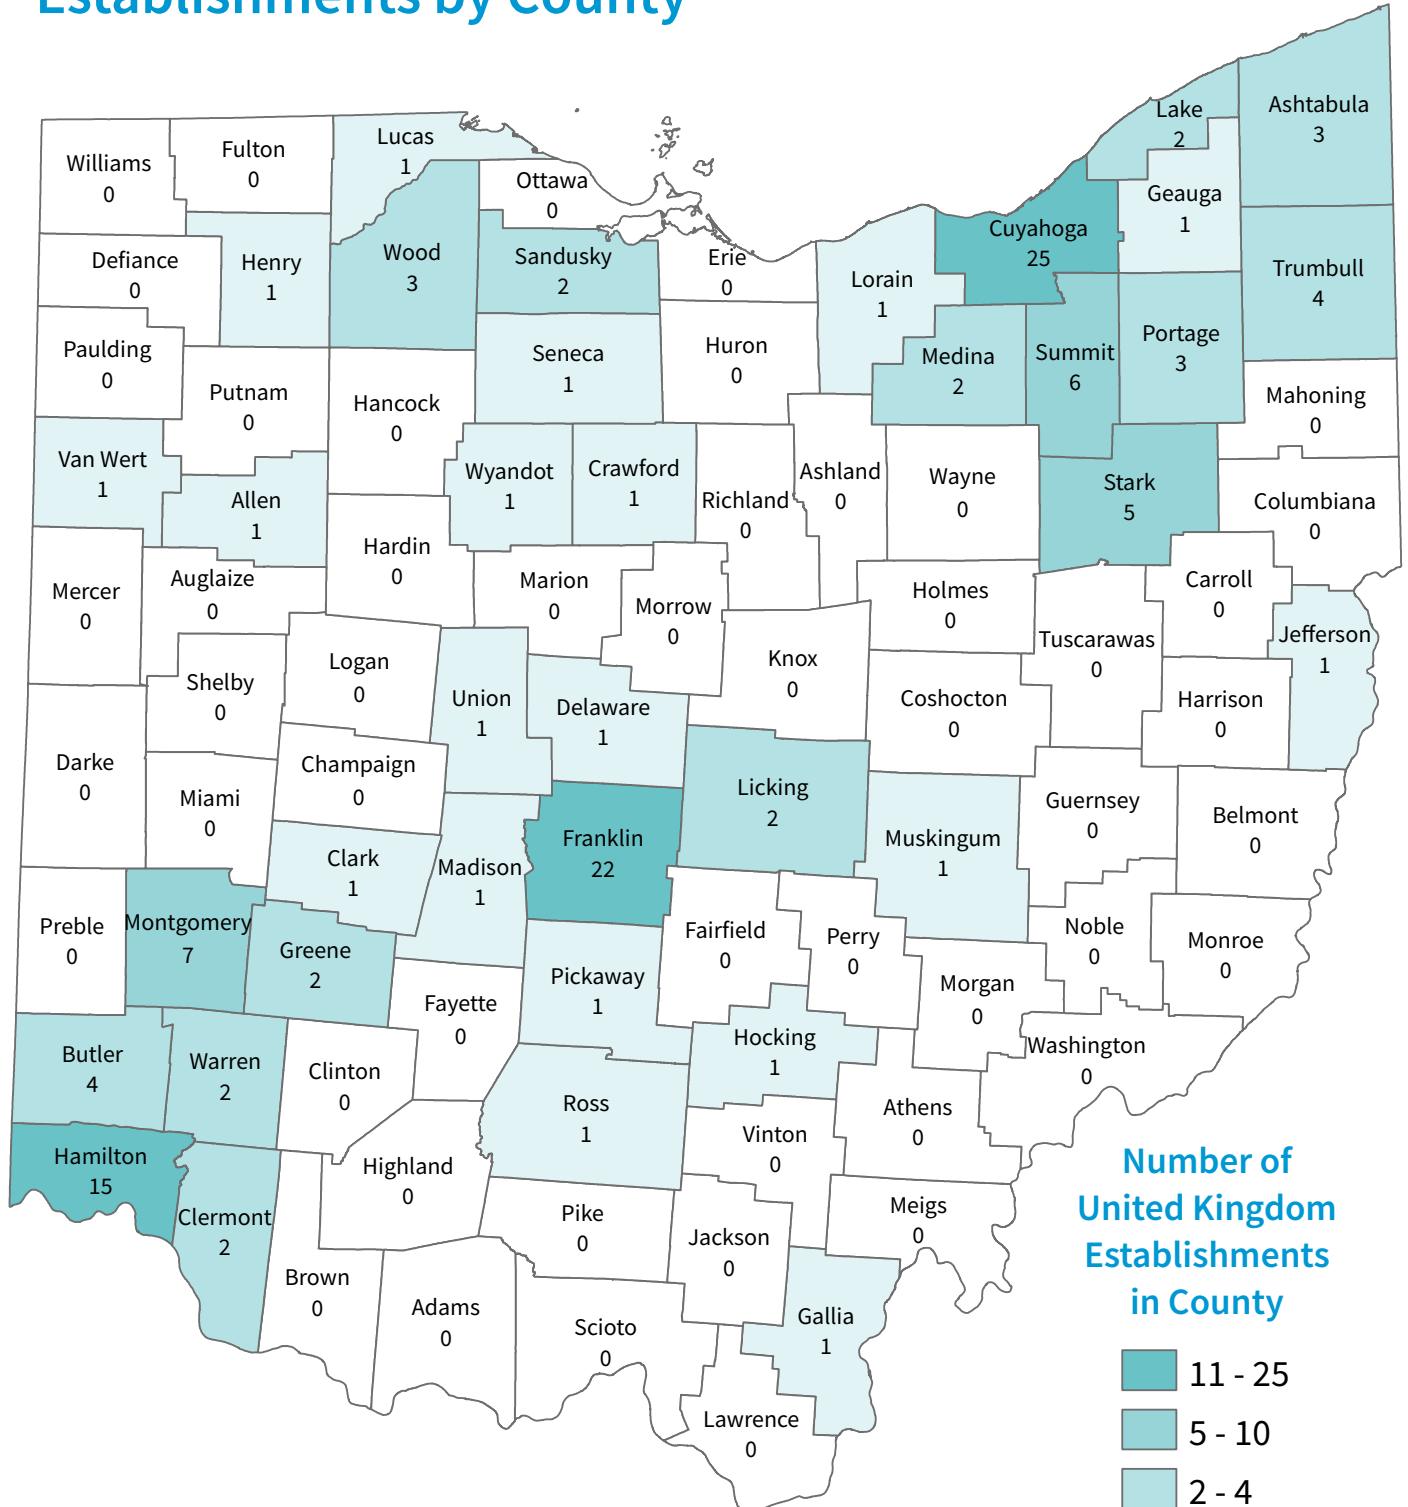 Establishments by County
Lake
2
Ashtabula
3
Lucas
1
Williams
0
Fulton
0
Ottawa
0
Geauga
1
Cuyahoga
25
Defiance
0
Henry
1
Wood
3
Sandusky
2
Erie
0
Lorain
1
Trumbull
4
Paulding
0
Putnam
0
Hancock
0
Seneca
1
Huron
0
Medina
2
Summit
6
Portage
3
Mahoning
0
Van Wert
1
Allen
1
Wyandot
1
Crawford
1
Richland
0
Ashland
0
Wayne
0
Stark
5
Columbiana
0
Mercer
0
Auglaize
0
Hardin
0
Marion
0
Morrow
0
Holmes
0
Tuscarawas
0
Carroll
0
Jefferson
1
Shelby
0
Logan
0
Union
1
Delaware
1
Knox
0
Coshocton
0
Harrison
0
Darke
0
Miami
0
Champaign
0
Licking
2
Muskingum
1
Guernsey
0
Belmont
0
Clark
1
Madison
1
Franklin
22
Preble
0
Montgomery
7
Greene
2
Fairfield
0
Perry
0
Noble
0
Monroe
0
Fayette
0
Pickaway
1
Morgan
0
Hocking
1
Washington
0
Butler
4
Warren
2
Clinton
0
Ross
1
Athens
0
Vinton
0
Hamilton
15
Highland
0
Clermont
2
Pike
0
Jackson
0
Meigs
0
Brown
0
Adams
0
Scioto
0
Gallia
1
Lawrence
0
Number of
United Kingdom
Establishments
in County
11 - 25
5 - 10
2 - 4